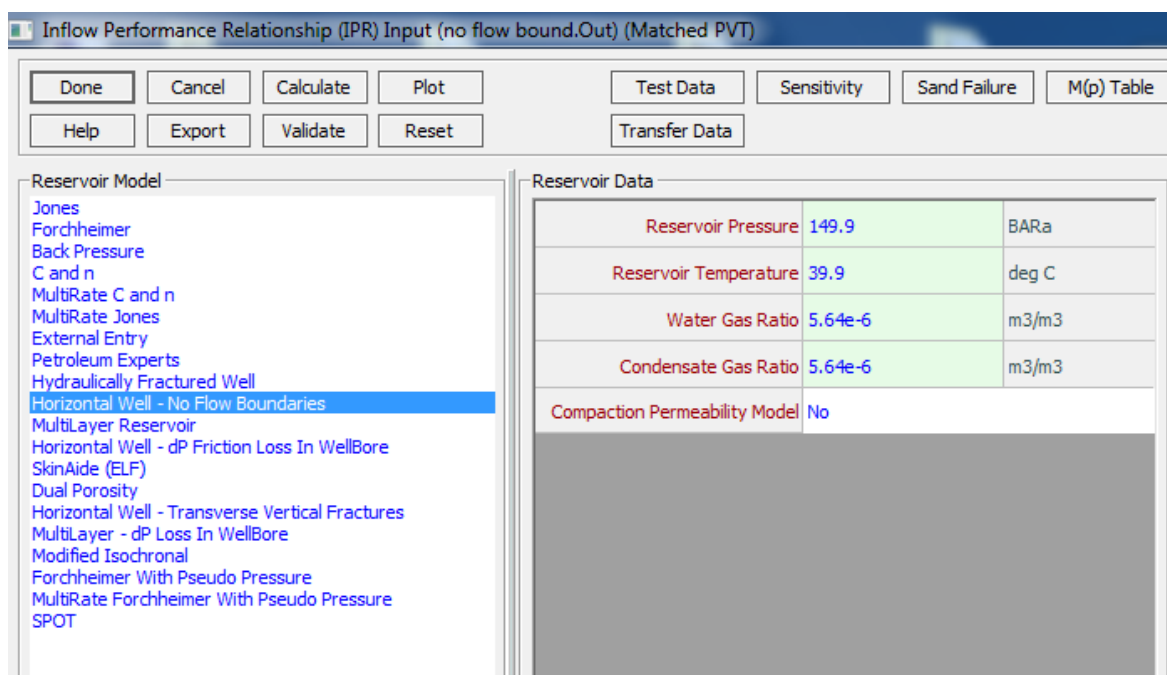 Inflow Performance Relationship (IPR) Input (no flow bound.Out) (Matched PVT)
Done Cancel Calculate Plot Test Data Sensitivity Sand Failure M(p) Table
Help Export Validate Reset Transfer Data
Reservoir Model
Jones
Forchheimer
Back Pressure
C and n
MultiRate C and n
MultiRate Jones
External Entry
Petroleum Experts
Hydraulically Fractured Well
Horizontal Well - No Flow Boundaries
MultiLayer Reservoir
Horizontal Well - dP Friction Loss In WellBore
SkinAide (ELF)
Dual Porosity
Horizontal Well - Transverse Vertical Fractures
MultiLayer - dP Loss In WellBore
Modified Isochronal
Forchheimer With Pseudo Pressure
MultiRate Forchheimer With Pseudo Pressure
SPOT
Reservoir Data
Reservoir Pressure 149.9 BARa
Reservoir Temperature 39.9 deg C
Water Gas Ratio 5.64e-6 m3/m3
Condensate Gas Ratio 5.64e-6 m3/m3
Compaction Permeability Model No